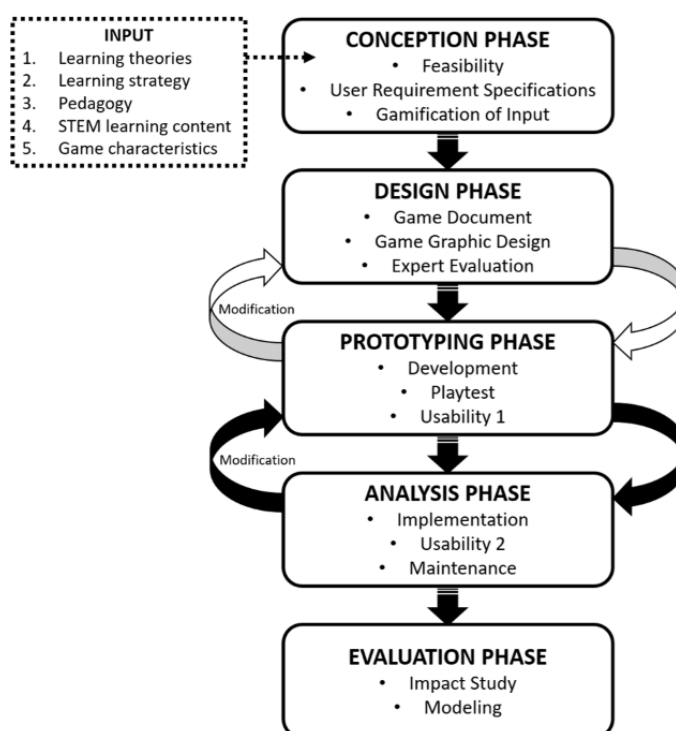 INPUT
1. Learning theories
2. Learning strategy
3. Pedagogy
4. STEM learning content
5. Game characteristics
CONCEPTION PHASE
• Feasibility
• User Requirement Specifications
• Gamification of Input
DESIGN PHASE
• Game Document
• Game Graphic Design
• Expert Evaluation
Modification
PROTOTYPING PHASE
• Development
• Playtest
• Usability 1
Modification
ANALYSIS PHASE
• Implementation
• Usability 2
• Maintenance
EVALUATION PHASE
• Impact Study
• Modeling